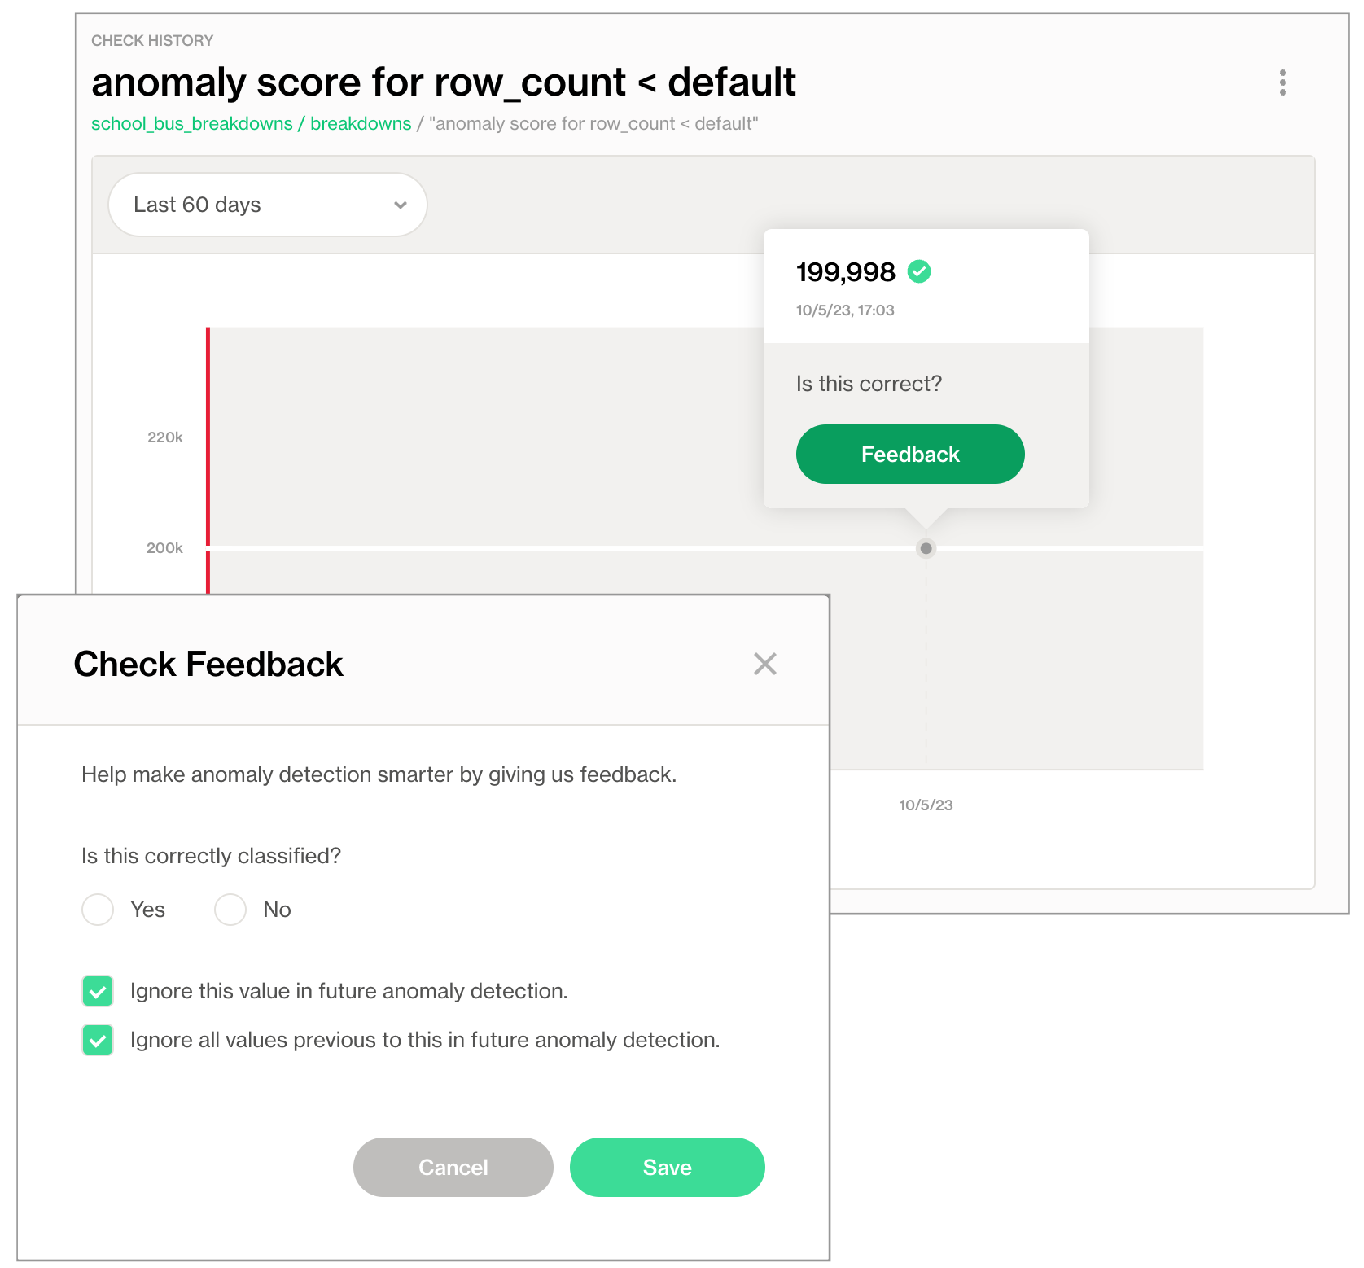 CHECK HISTORY
anomaly score for row_count < default
school_bus_breakdowns / breakdowns / "anomaly score for row_count < default"
Last 60 days
199,998
10/5/23, 17:03
Is this correct?
Feedback
220k
200k
10/5/23
Check Feedback
Help make anomaly detection smarter by giving us feedback.
Is this correctly classified?
Yes No
Ignore this value in future anomaly detection.
Ignore all values previous to this in future anomaly detection.
Cancel Save